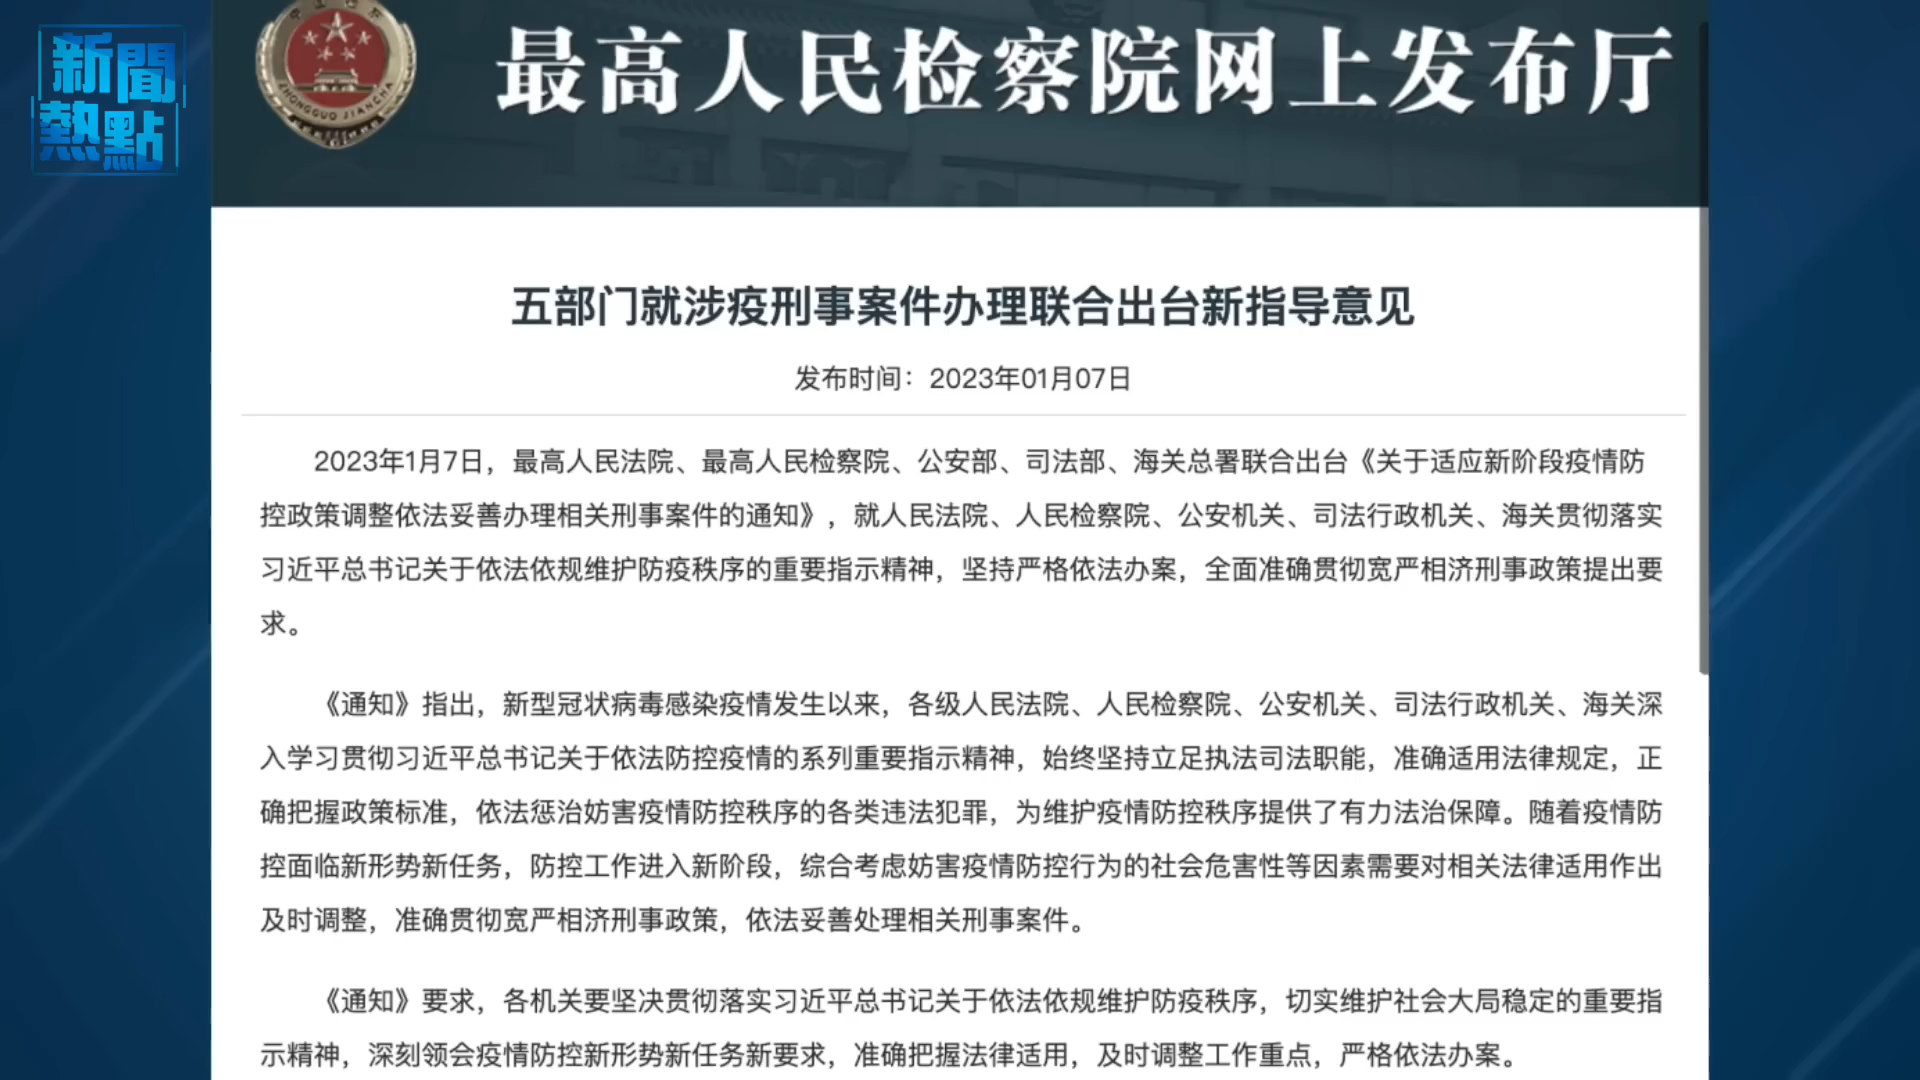 新聞
熱點
ZHONGGUO JIANCHA
最高人民检察院网上发布厅
五部门就涉疫刑事案件办理联合出台新指导意见
发布时间：2023年01月07日
2023年1月7日，最高人民法院、最高人民检察院、公安部、司法部、海关总署联合出台《关于适应新阶段疫情防
控政策调整依法妥善办理相关刑事案件的通知》，就人民法院、人民检察院、公安机关、司法行政机关、海关贯彻落实
习近平总书记关于依法依规维护防疫秩序的重要指示精神，坚持严格依法办案，全面准确贯彻宽严相济刑事政策提出要
求。
《通知》指出，新型冠状病毒感染疫情发生以来，各级人民法院、人民检察院、公安机关、司法行政机关、海关深
入学习贯彻习近平总书记关于依法防控疫情的系列重要指示精神，始终坚持立足执法司法职能，准确适用法律规定，正
确把握政策标准，依法惩治妨害疫情防控秩序的各类违法犯罪，为维护疫情防控秩序提供了有力法治保障。随着疫情防
控面临新形势新任务，防控工作进入新阶段，综合考虑妨害疫情防控行为的社会危害性等因素需要对相关法律适用作出
及时调整，准确贯彻宽严相济刑事政策，依法妥善处理相关刑事案件。
《通知》要求，各机关要坚决贯彻落实习近平总书记关于依法依规维护防疫秩序，切实维护社会大局稳定的重要指
示精神，深刻领会疫情防控新形势新任务新要求，准确把握法律适用，及时调整工作重点，严格依法办案。